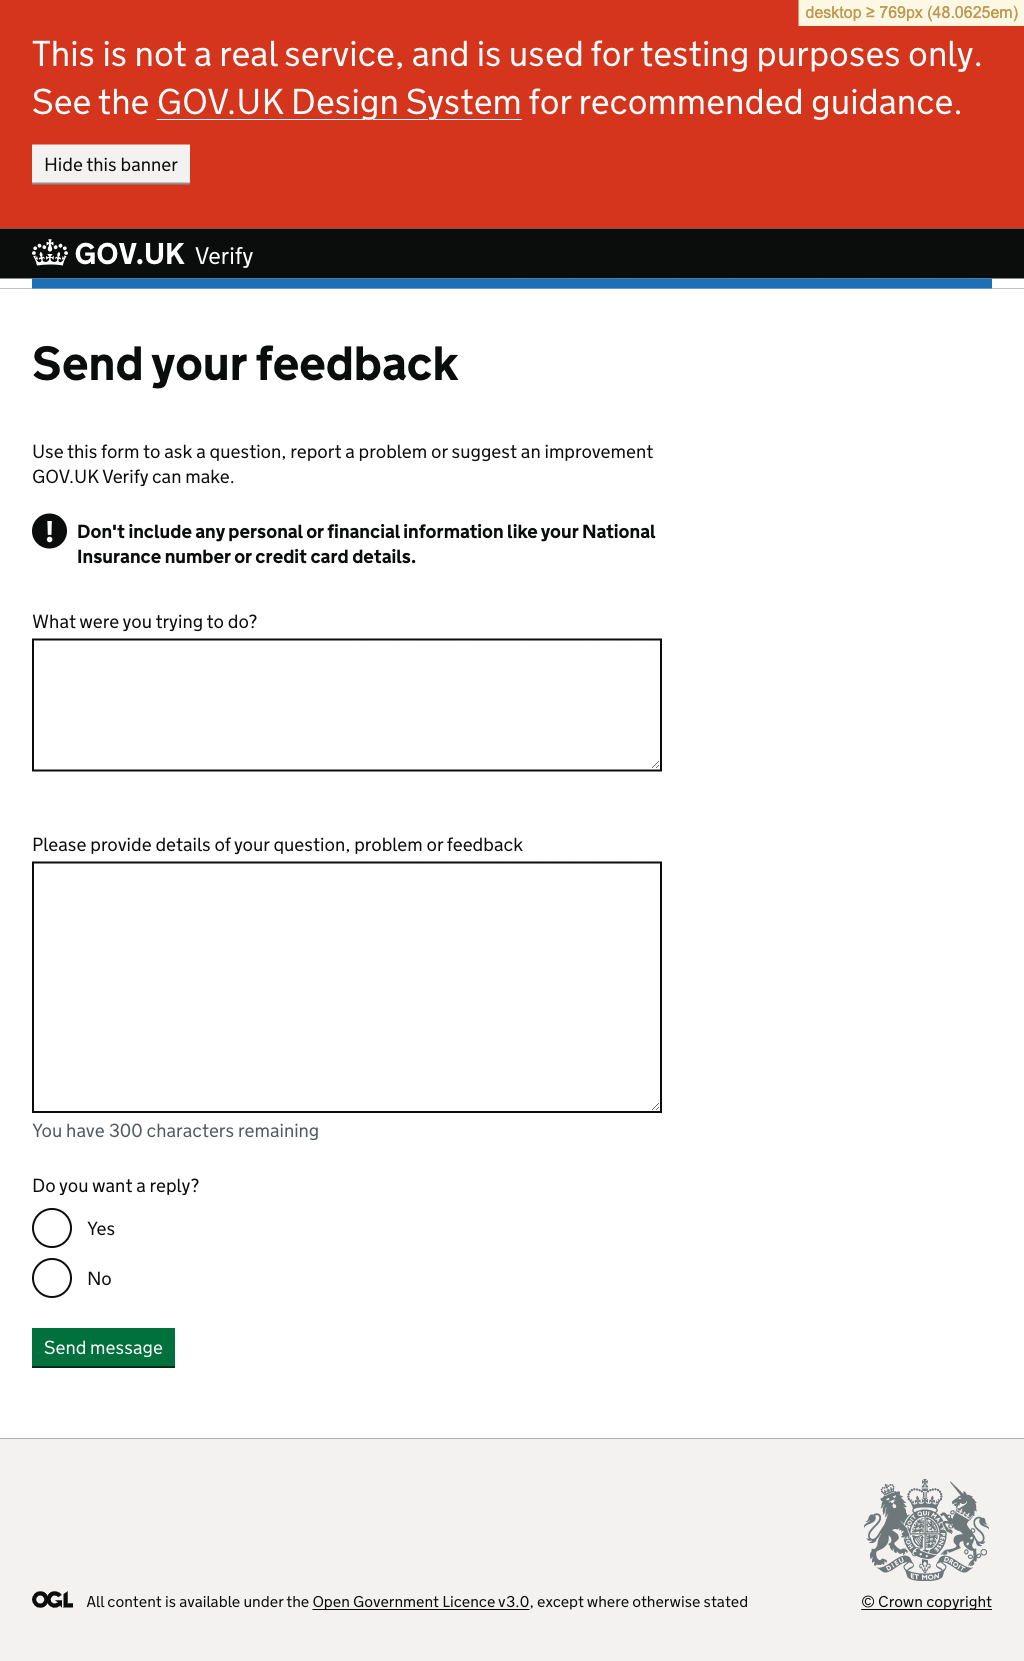 desktop ≥ 769px (48.0625em)
This is not a real service, and is used for testing purposes only.
See the GOV.UK Design System for recommended guidance.
Hide this banner
GOV.UK Verify
Send your feedback
Use this form to ask a question, report a problem or suggest an improvement
GOV.UK Verify can make.
! Don't include any personal or financial information like your National
Insurance number or credit card details.
What were you trying to do?
Please provide details of your question, problem or feedback
You have 300 characters remaining
Do you want a reply?
Yes
No
Send message
DIEU ET MON DROIT
OGL All content is available under the Open Government Licence v3.0, except where otherwise stated
© Crown copyright